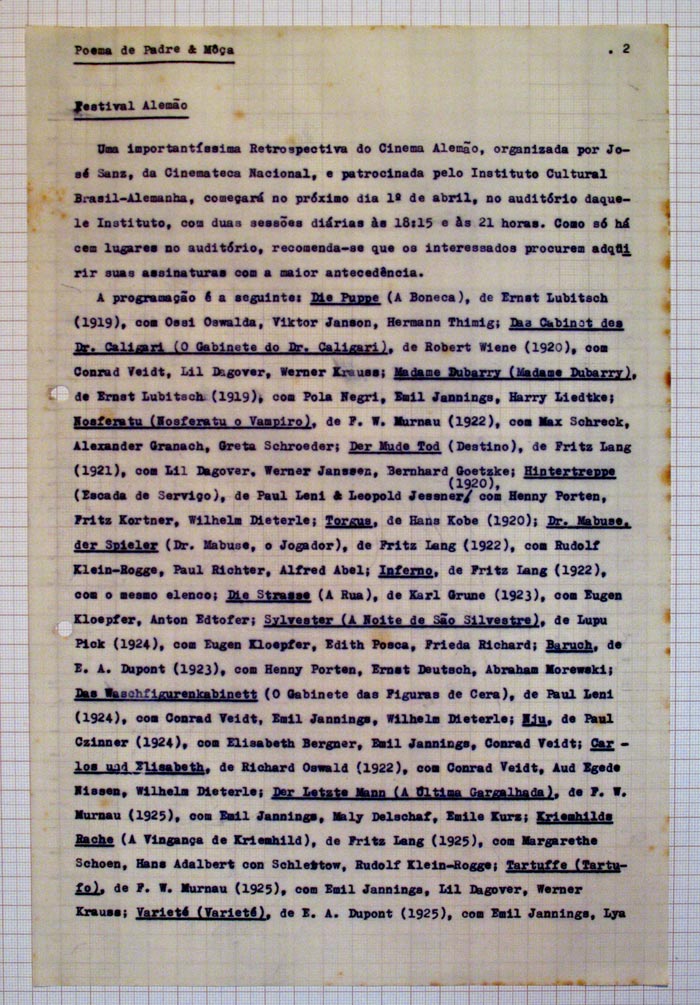 Poema de Padre & Môça
. 2
Festival Alemão
Uma importantíssima Retrospectiva do Cinema Alemão, organizada por Jo-
sé Sanz, da Cinemateca Nacional, e patrocinada pelo Instituto Cultural
Brasil-Alemanha, começará no próximo dia 1º de abril, no auditório daque-
le Instituto, com duas sessões diárias às 18:15 e às 21 horas. Como só há
cem lugares no auditório, recomenda-se que os interessados procurem adqüi
rir suas assinaturas com a maior antecedência.
A programação é a seguinte: Die Puppe (A Boneca), de Ernst Lubitsch
(1919), com Ossi Oswalda, Viktor Janson, Hermann Thimig; Das Cabinet des
Dr. Caligari (O Gabinete do Dr. Caligari), de Robert Wiene (1920), com
Conrad Veidt, Lil Dagover, Werner Krauss; Madame Dubarry (Madame Dubarry),
de Ernst Lubitsch (1919), com Pola Negri, Emil Jannings, Harry Liedtke;
Nosferatu (Nosferatu o Vampiro), de F. W. Murnau (1922), com Max Schreck,
Alexander Granach, Greta Schroeder; Der Mude Tod (Destino), de Fritz Lang
(1921), com Lil Dagover, Werner Janssen, Bernhard Goetzke; Hintertreppe
(1920),
(Escada de Serviço), de Paul Leni & Leopold Jessner/ com Henny Porten,
Fritz Kortner, Wilhelm Dieterle; Torgus, de Hans Kobe (1920); Dr. Mabuse,
der Spieler (Dr. Mabuse, o Jogador), de Fritz Lang (1922), com Rudolf
Klein-Rogge, Paul Richter, Alfred Abel; Inferno, de Fritz Lang (1922),
com o mesmo elenco; Die Strasse (A Rua), de Karl Grune (1923), com Eugen
Kloepfer, Anton Edtofer; Sylvester (A Noite de São Silvestre), de Lupu
Pick (1924), com Eugen Kloepfer, Edith Posca, Frieda Richard; Baruch, de
E. A. Dupont (1923), com Henny Porten, Ernst Deutsch, Abraham Morewski;
Das Waschfigurenkabinett (O Gabinete das Figuras de Cera), de Paul Leni
(1924), com Conrad Veidt, Emil Jannings, Wilhelm Dieterle; Nju, de Paul
Czinner (1924), com Elisabeth Bergner, Emil Jannings, Conrad Veidt; Car -
los und Elisabeth, de Richard Oswald (1922), com Conrad Veidt, Aud Egede
Nissen, Wilhelm Dieterle; Der Letzte Mann (A Última Gargalhada), de F. W.
Murnau (1925), com Emil Jannings, Maly Delschaf, Emile Kurz; Kriemhilds
Rache (A Vingança de Kriemhild), de Fritz Lang (1925), com Margarethe
Schoen, Hans Adalbert con Schlettow, Rudolf Klein-Rogge; Tartuffe (Tartu-
fo), de F. W. Murnau (1925), com Emil Jannings, Lil Dagover, Werner
Krauss; Varieté (Varieté), de E. A. Dupont (1925), com Emil Jannings, Lya